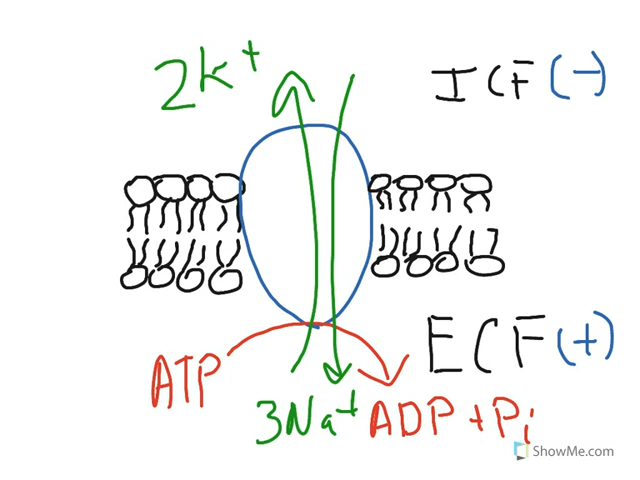 2K+
ICF (-)
ECF (+)
ATP
3Na+
ADP + Pi
ShowMe.com